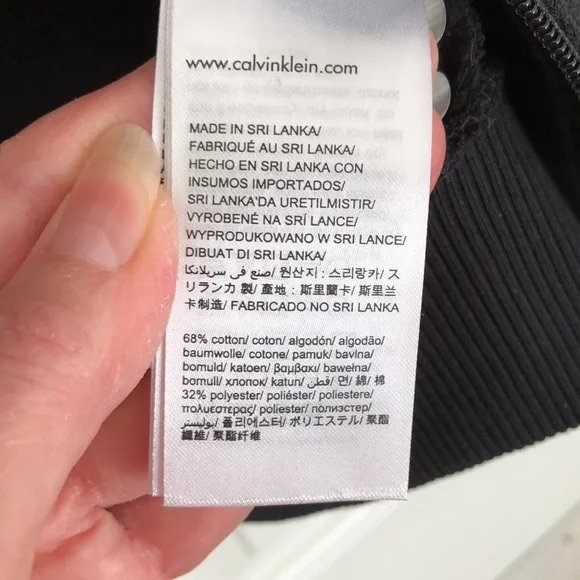 www.calvinklein.com
MADE IN SRI LANKA/
FABRIQUÉ AU SRI LANKA/
HECHO EN SRI LANKA CON
INSUMOS IMPORTADOS/
SRI LANKA'DA URETILMISTIR/
VYROBENÉ NA SRÍ LANCE/
WYPRODUKOWANO W SRI LANCE/
DIBUAT DI SRI LANKA/
صنع في سريلانكا/ 원산지 : 스리랑카/ ス
リランカ 製/ 產地 : 斯里蘭卡/ 斯里兰
卡制造/ FABRICADO NO SRI LANKA
68% cotton/ coton/ algodón/ algodão/
baumwolle/ cotone/ pamuk/ bavlna/
bomuld/ katoen/ βαμβακι/ bawełna/
bomull/ хлопок/ katun/ قطن/ 면/ 綿/ 棉
32% polyester/ poliéster/ poliestere/
πολυεστερας/ poliester/ полиэстер/
بوليستر/ 폴리에스터/ ポリエステル/ 聚酯
纖維/ 聚酯纤维